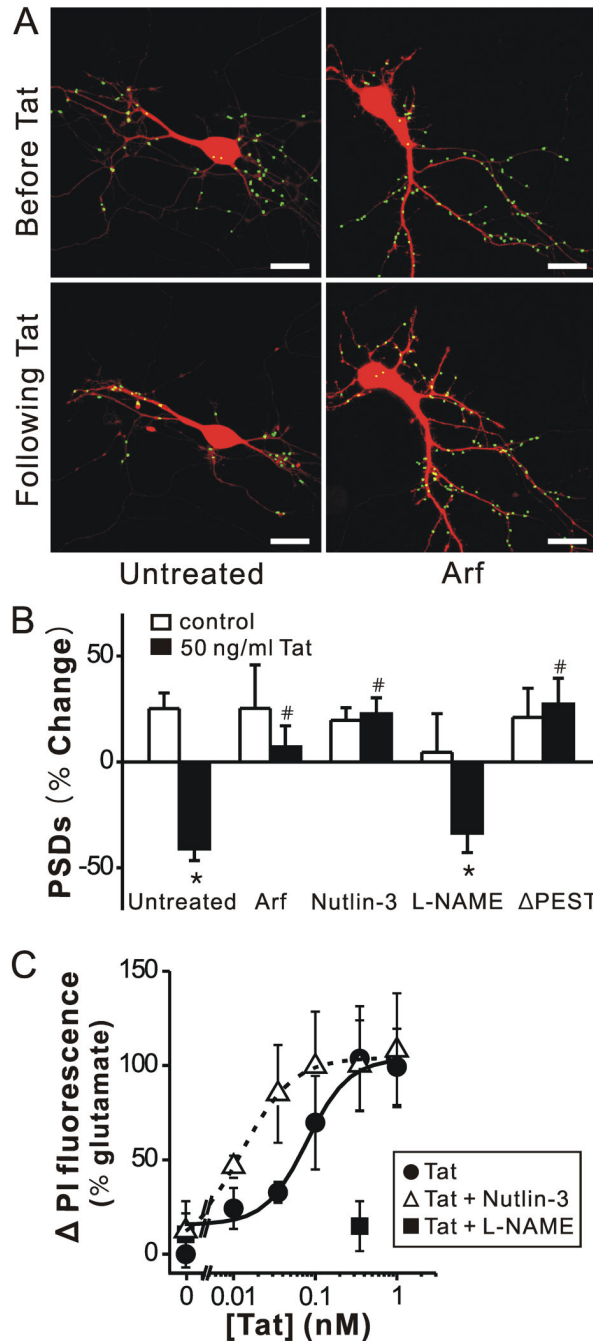 A
Before Tat
Following Tat
Untreated Arf
B
control
50 ng/ml Tat
PSDs (% Change)
50
0
-50
# # #
* *
Untreated Arf Nutlin-3 L-NAME ΔPEST
C
Δ PI fluorescence
(% glutamate)
150
100
50
0
Tat
Tat + Nutlin-3
Tat + L-NAME
0 0.01 0.1 1
[Tat] (nM)